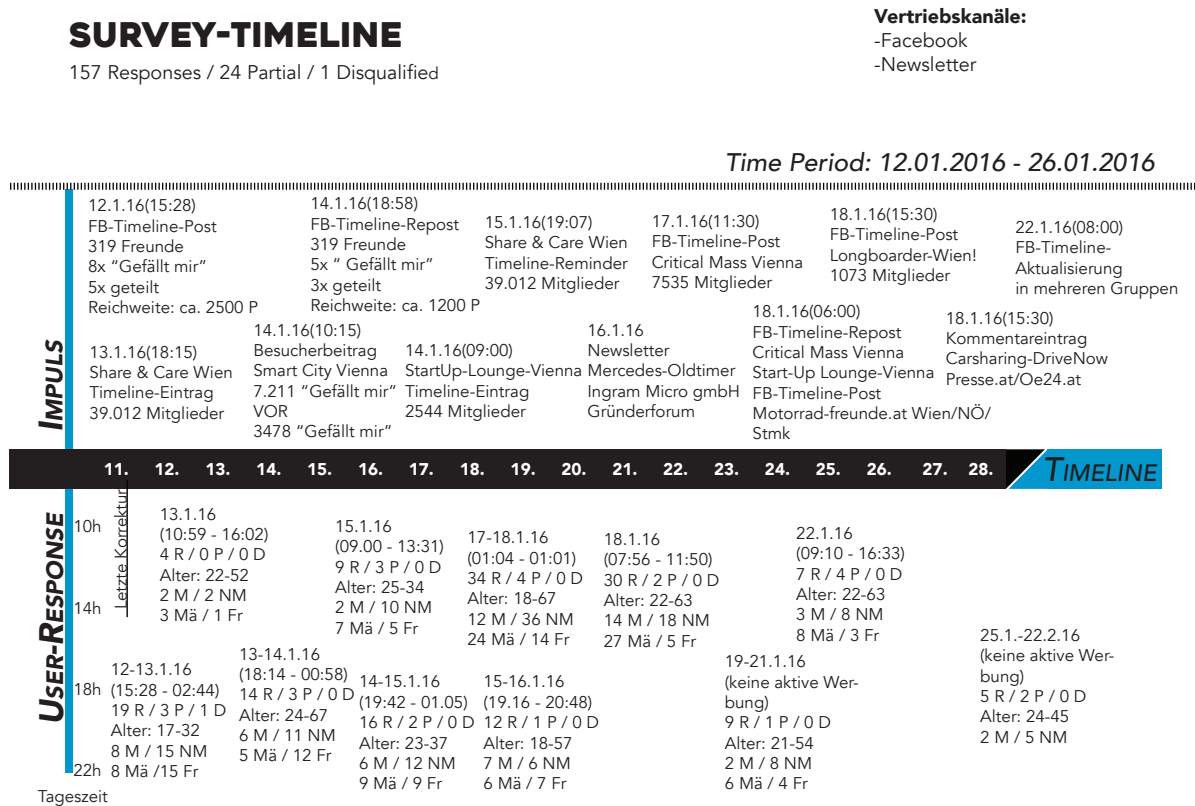 SURVEY-TIMELINE
157 Responses / 24 Partial / 1 Disqualified
Vertriebskanäle:
-Facebook
-Newsletter
Time Period: 12.01.2016 - 26.01.2016
IMPULS
12.1.16(15:28)
FB-Timeline-Post
319 Freunde
8x “Gefällt mir”
5x geteilt
Reichweite: ca. 2500 P
14.1.16(18:58)
FB-Timeline-Repost
319 Freunde
5x “ Gefällt mir”
3x geteilt
Reichweite: ca. 1200 P
15.1.16(19:07)
Share & Care Wien
Timeline-Reminder
39.012 Mitglieder
17.1.16(11:30)
FB-Timeline-Post
Critical Mass Vienna
7535 Mitglieder
18.1.16(15:30)
FB-Timeline-Post
Longboarder-Wien!
1073 Mitglieder
22.1.16(08:00)
FB-Timeline-
Aktualisierung
in mehreren Gruppen
13.1.16(18:15)
Share & Care Wien
Timeline-Eintrag
39.012 Mitglieder
14.1.16(10:15)
Besucherbeitrag
Smart City Vienna
7.211 “Gefällt mir”
VOR
3478 “Gefällt mir”
14.1.16(09:00)
StartUp-Lounge-Vienna
Timeline-Eintrag
2544 Mitglieder
16.1.16
Newsletter
Mercedes-Oldtimer
Ingram Micro gmbH
Gründerforum
18.1.16(06:00)
FB-Timeline-Repost
Critical Mass Vienna
Start-Up Lounge-Vienna
FB-Timeline-Post
Motorrad-freunde.at Wien/NÖ/
Stmk
18.1.16(15:30)
Kommentareintrag
Carsharing-DriveNow
Presse.at/Oe24.at
11. 12. 13. 14. 15. 16. 17. 18. 19. 20. 21. 22. 23. 24. 25. 26. 27. 28. TIMELINE
USER-RESPONSE
10h
14h
18h
22h
Tageszeit
Letzte Korrektur
13.1.16
(10:59 - 16:02)
4 R / 0 P / 0 D
Alter: 22-52
2 M / 2 NM
3 Mä / 1 Fr
15.1.16
(09.00 - 13:31)
9 R / 3 P / 0 D
Alter: 25-34
2 M / 10 NM
7 Mä / 5 Fr
17-18.1.16
(01:04 - 01:01)
34 R / 4 P / 0 D
Alter: 18-67
12 M / 36 NM
24 Mä / 14 Fr
18.1.16
(07:56 - 11:50)
30 R / 2 P / 0 D
Alter: 22-63
14 M / 18 NM
27 Mä / 5 Fr
22.1.16
(09:10 - 16:33)
7 R / 4 P / 0 D
Alter: 22-63
3 M / 8 NM
8 Mä / 3 Fr
12-13.1.16
(15:28 - 02:44)
19 R / 3 P / 1 D
Alter: 17-32
8 M / 15 NM
8 Mä /15 Fr
13-14.1.16
(18:14 - 00:58)
14 R / 3 P / 0 D
Alter: 24-67
6 M / 11 NM
5 Mä / 12 Fr
14-15.1.16
(19:42 - 01.05)
16 R / 2 P / 0 D
Alter: 23-37
6 M / 12 NM
9 Mä / 9 Fr
15-16.1.16
(19.16 - 20:48)
12 R / 1 P / 0 D
Alter: 18-57
7 M / 6 NM
6 Mä / 7 Fr
19-21.1.16
(keine aktive Wer-
bung)
9 R / 1 P / 0 D
Alter: 21-54
2 M / 8 NM
6 Mä / 4 Fr
25.1.-22.2.16
(keine aktive Wer-
bung)
5 R / 2 P / 0 D
Alter: 24-45
2 M / 5 NM